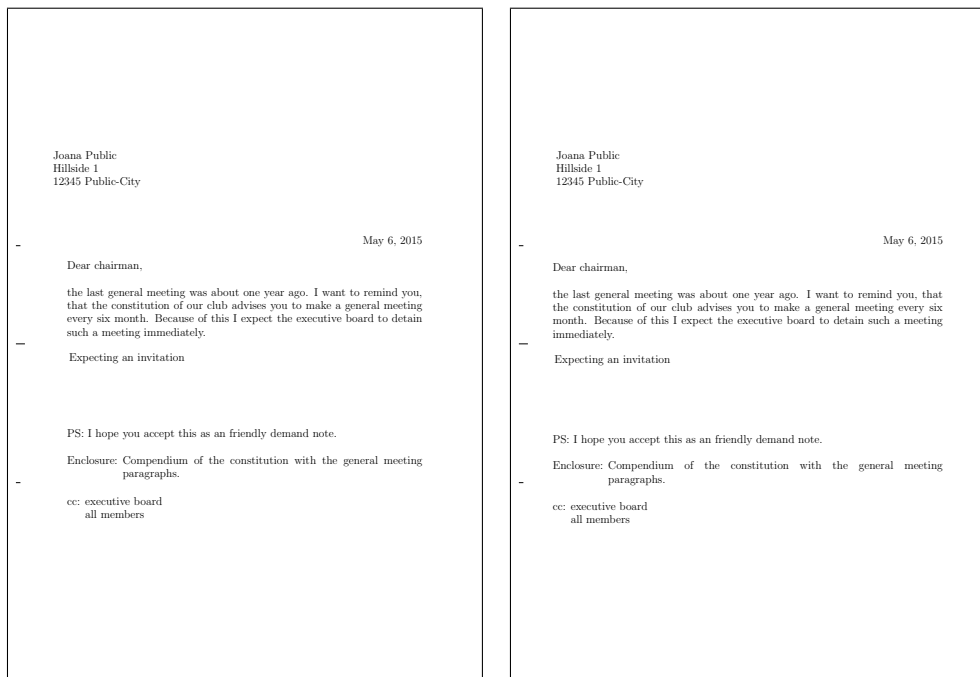 Joana Public
Hillside 1
12345 Public-City
May 6, 2015
Dear chairman,
the last general meeting was about one year ago. I want to remind you,
that the constitution of our club advises you to make a general meeting
every six month. Because of this I expect the executive board to detain
such a meeting immediately.
Expecting an invitation
PS: I hope you accept this as an friendly demand note.
Enclosure: Compendium of the constitution with the general meeting
paragraphs.
cc: executive board
all members
Joana Public
Hillside 1
12345 Public-City
May 6, 2015
Dear chairman,
the last general meeting was about one year ago. I want to remind you, that
the constitution of our club advises you to make a general meeting every six
month. Because of this I expect the executive board to detain such a meeting
immediately.
Expecting an invitation
PS: I hope you accept this as an friendly demand note.
Enclosure: Compendium of the constitution with the general meeting
paragraphs.
cc: executive board
all members